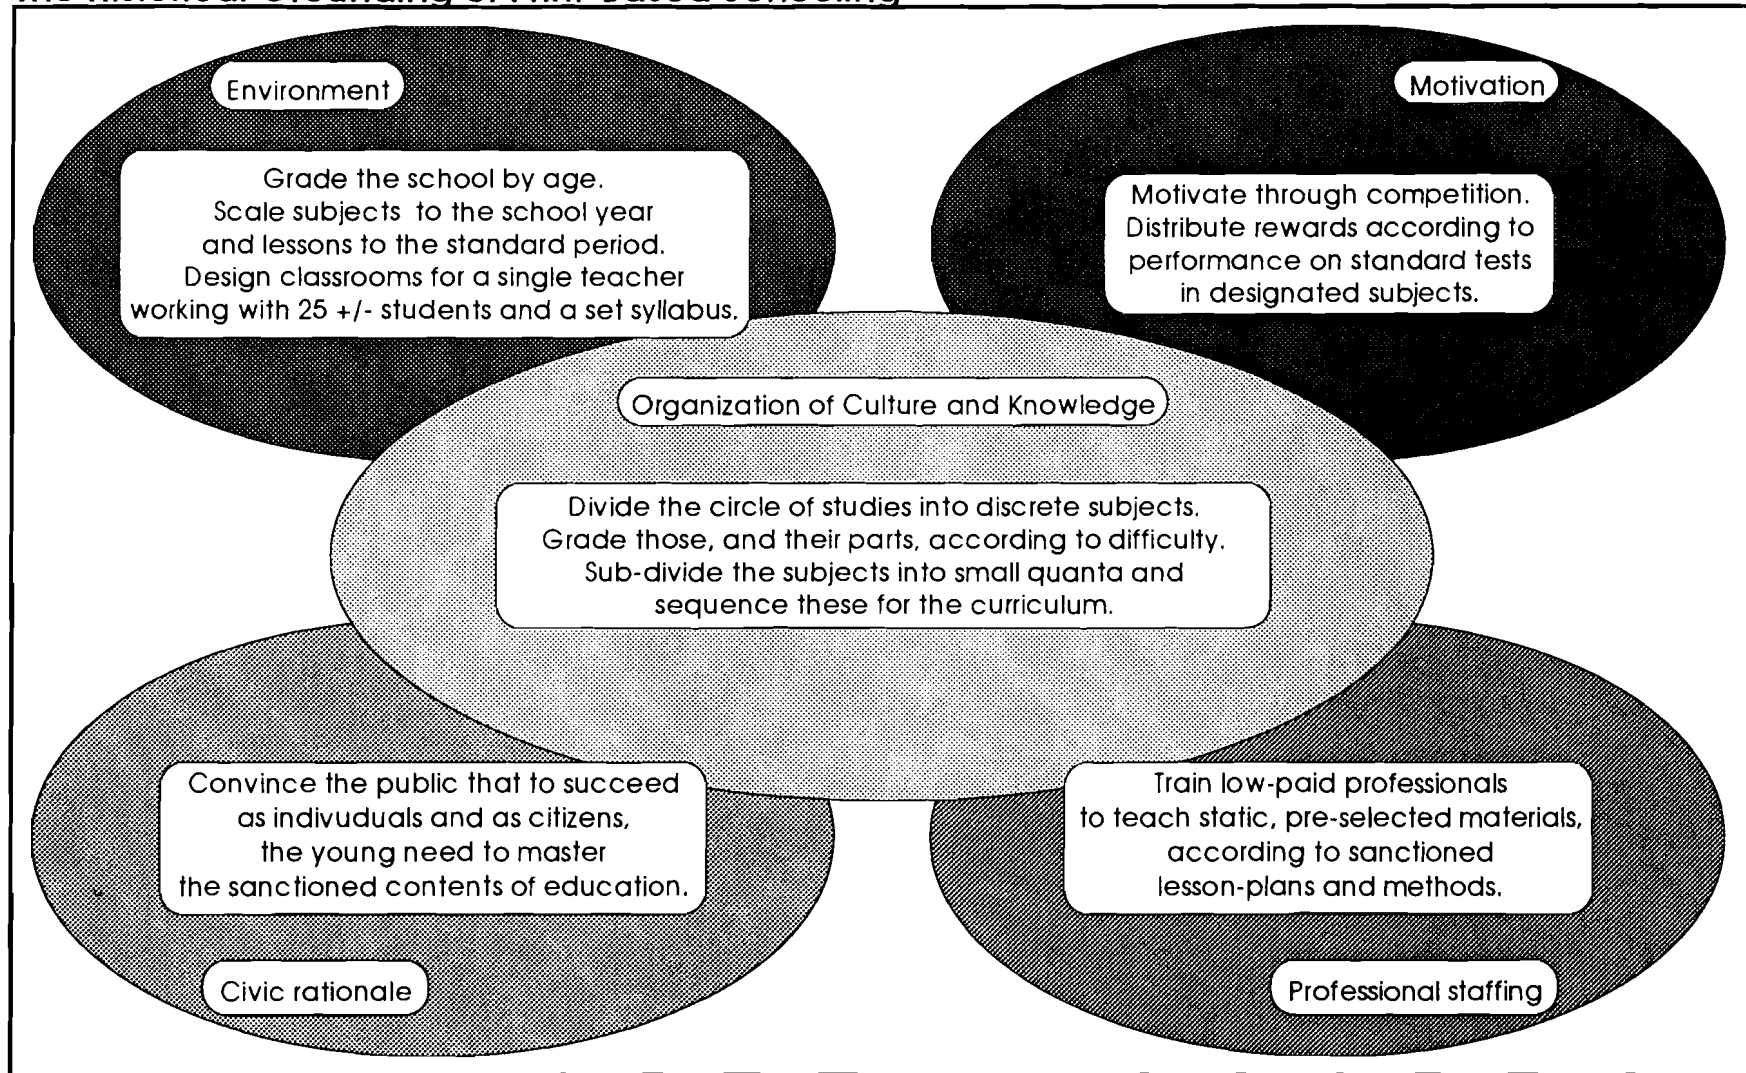 Environment
Grade the school by age.
Scale subjects to the school year
and lessons to the standard period.
Design classrooms for a single teacher
working with 25 +/- students and a set syllabus.
Motivation
Motivate through competition.
Distribute rewards according to
performance on standard tests
in designated subjects.
Organization of Culture and Knowledge
Divide the circle of studies into discrete subjects.
Grade those, and their parts, according to difficulty.
Sub-divide the subjects into small quanta and
sequence these for the curriculum.
Convince the public that to succeed
as indivuduals and as citizens,
the young need to master
the sanctioned contents of education.
Civic rationale
Train low-paid professionals
to teach static, pre-selected materials,
according to sanctioned
lesson-plans and methods.
Professional staffing